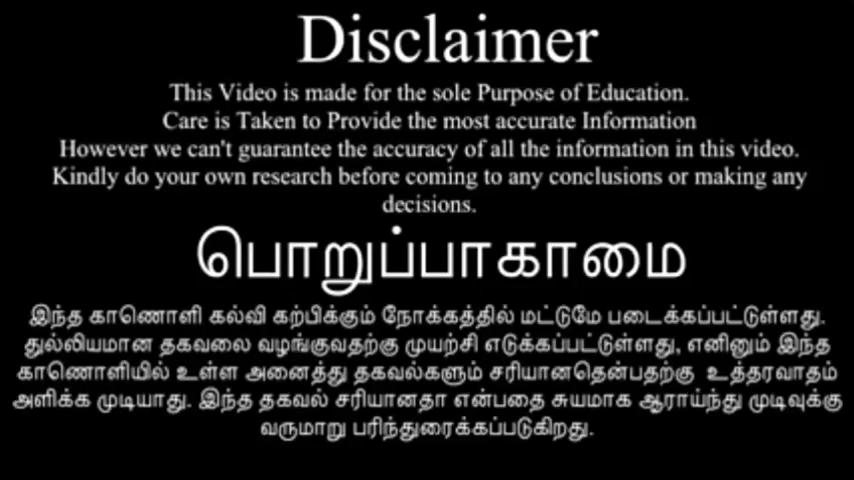 Disclaimer
This Video is made for the sole Purpose of Education.
Care is Taken to Provide the most accurate Information
However we can't guarantee the accuracy of all the information in this video.
Kindly do your own research before coming to any conclusions or making any
decisions.
பொறுப்பாகாமை
இந்த காணொளி கல்வி கற்பிக்கும் நோக்கத்தில் மட்டுமே படைக்கப்பட்டுள்ளது.
துல்லியமான தகவலை வழங்குவதற்கு முயற்சி எடுக்கப்பட்டுள்ளது, எனினும் இந்த
காணொளியில் உள்ள அனைத்து தகவல்களும் சரியானதென்பதற்கு உத்தரவாதம்
அளிக்க முடியாது. இந்த தகவல் சரியானதா என்பதை சுயமாக ஆராய்ந்து முடிவுக்கு
வருமாறு பரிந்துரைக்கப்படுகிறது.